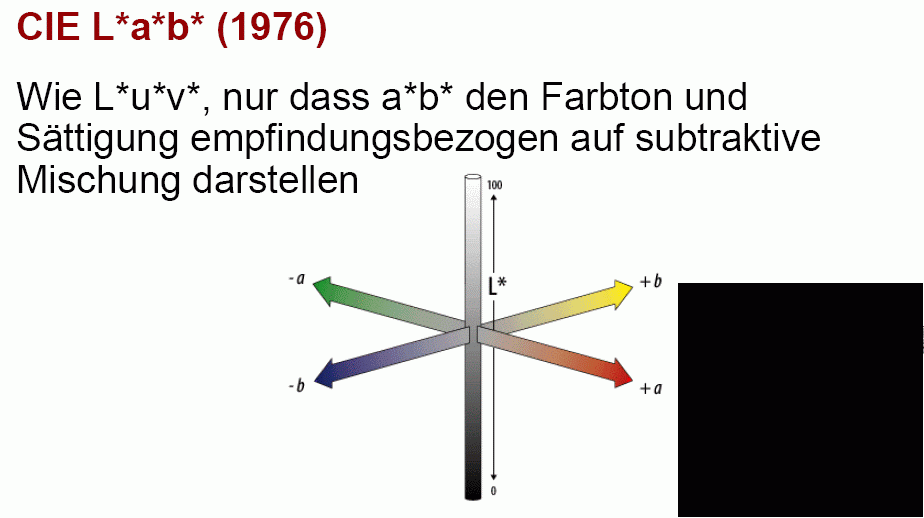 CIE L*a*b* (1976)
Wie L*u*v*, nur dass a*b* den Farbton und
Sättigung empfindungsbezogen auf subtraktive
Mischung darstellen
100
-a
L*
+b
-b
+a
0